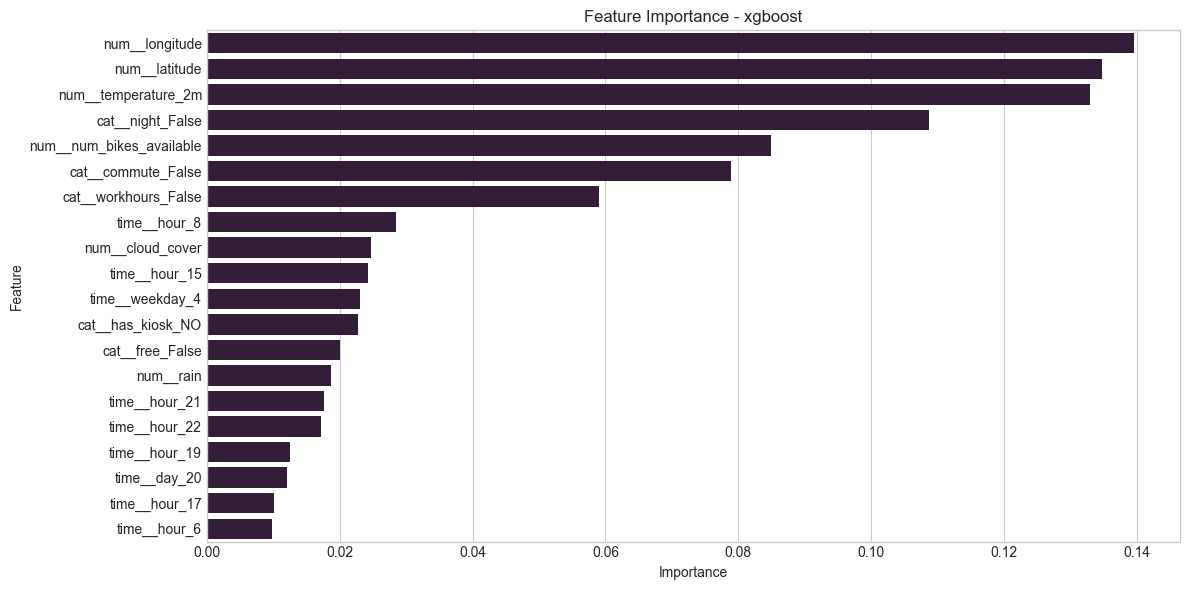 Feature Importance - xgboost
Feature
num__longitude
num__latitude
num__temperature_2m
cat__night_False
num__num_bikes_available
cat__commute_False
cat__workhours_False
time__hour_8
num__cloud_cover
time__hour_15
time__weekday_4
cat__has_kiosk_NO
cat__free_False
num__rain
time__hour_21
time__hour_22
time__hour_19
time__day_20
time__hour_17
time__hour_6
0.00 0.02 0.04 0.06 0.08 0.10 0.12 0.14
Importance